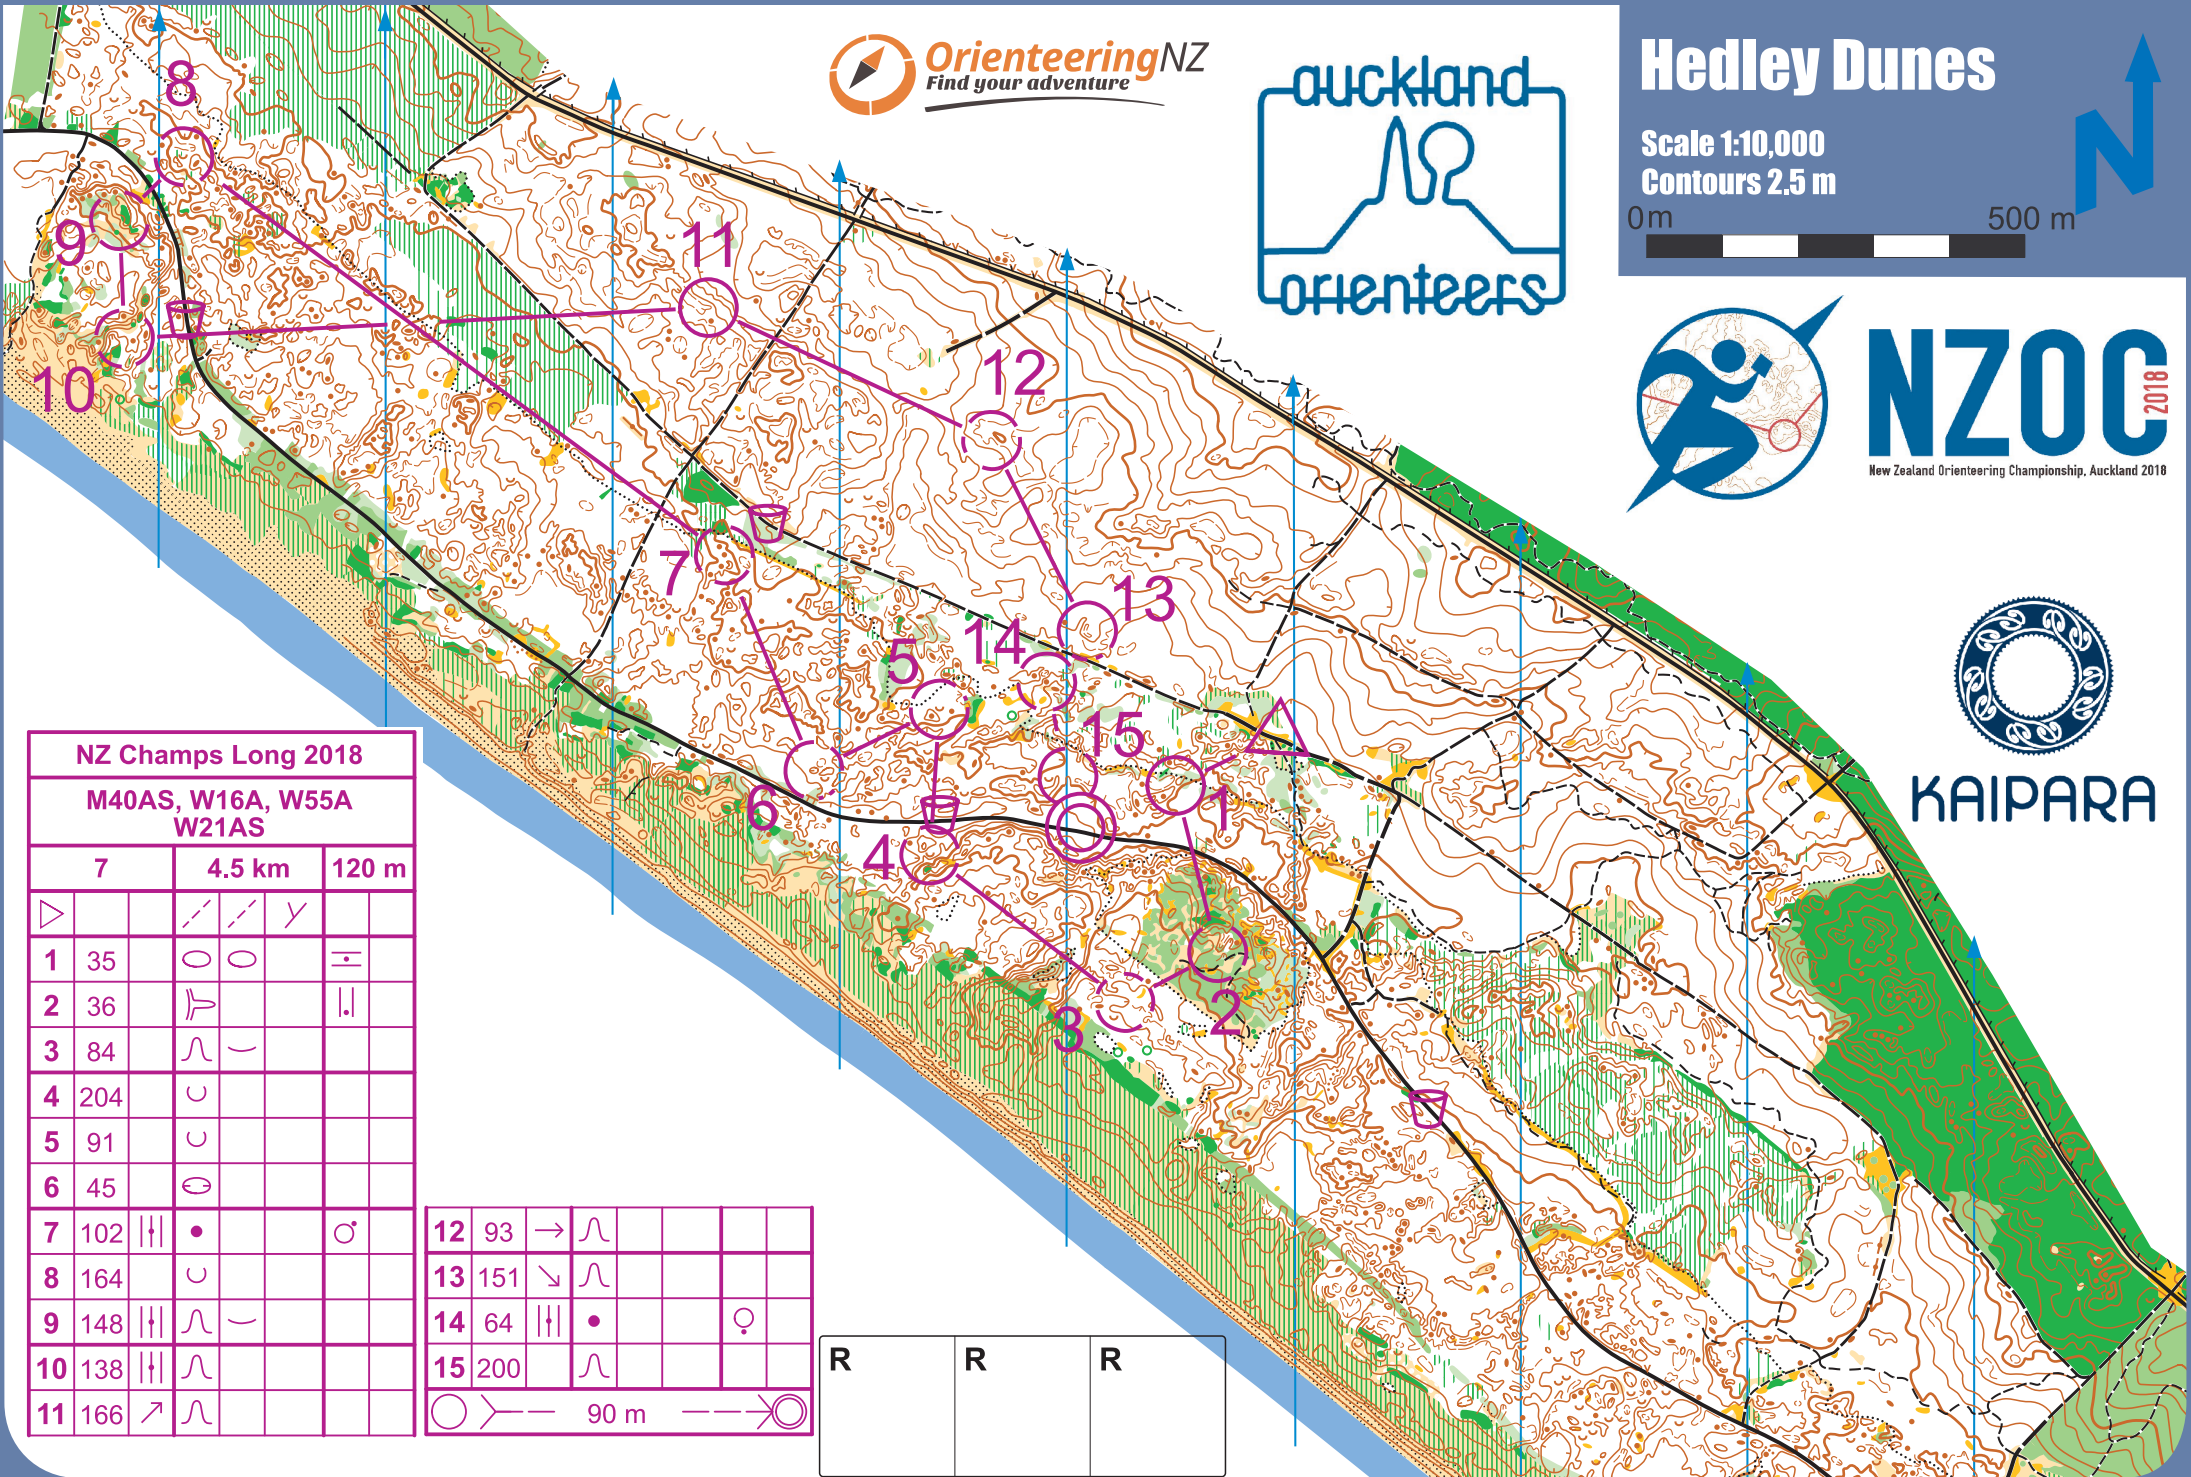 OrienteeringNZ
Find your adventure
auckland
orienteers
Hedley Dunes
Scale 1:10,000
Contours 2.5 m
0m 500 m
N
NZOC 2018
New Zealand Orienteering Championship, Auckland 2018
KAIPARA
8
9
10
11
12
7
13
14
5
15
6
1
4
2
3
NZ Champs Long 2018
M40AS, W16A, W55A
W21AS
7 4.5 km 120 m
1 35
2 36
3 84
4 204
5 91
6 45
7 102
8 164
9 148
10 138
11 166
12 93
13 151
14 64
15 200
90 m
R R R